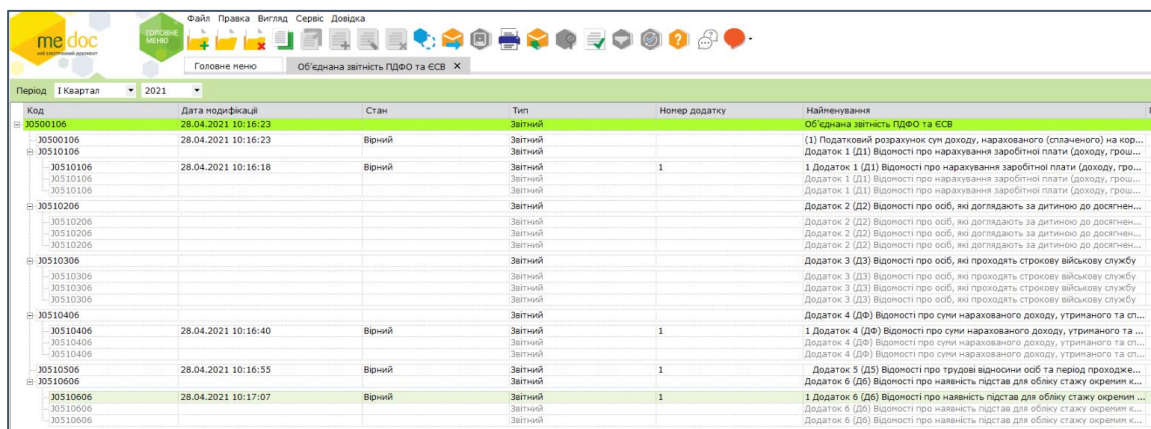 me doc
мій електронний документ
ГОЛОВНЕ МЕНЮ
Файл Правка Вигляд Сервіс Довідка
Головне меню Об'єднана звітність ПДФО та ЄСВ X
Період I Квартал 2021
Код Дата модифікації Стан Тип Номер додатку Найменування
J0500106 28.04.2021 10:16:23 Звітний Об'єднана звітність ПДФО та ЄСВ
J0500106 28.04.2021 10:16:23 Вірний Звітний (1) Податковий розрахунок сум доходу, нарахованого (сплаченого) на кор...
J0510106 Звітний Додаток 1 (Д1) Відомості про нарахування заробітної плати (доходу, грош...
J0510106 28.04.2021 10:16:18 Вірний Звітний 1 1 Додаток 1 (Д1) Відомості про нарахування заробітної плати (доходу, гро...
J0510106 Звітний Додаток 1 (Д1) Відомості про нарахування заробітної плати (доходу, грош...
J0510106 Звітний Додаток 1 (Д1) Відомості про нарахування заробітної плати (доходу, грош...
J0510206 Звітний Додаток 2 (Д2) Відомості про осіб, які доглядають за дитиною до досягнен...
J0510206 Звітний Додаток 2 (Д2) Відомості про осіб, які доглядають за дитиною до досягнен...
J0510206 Звітний Додаток 2 (Д2) Відомості про осіб, які доглядають за дитиною до досягнен...
J0510206 Звітний Додаток 2 (Д2) Відомості про осіб, які доглядають за дитиною до досягнен...
J0510306 Звітний Додаток 3 (Д3) Відомості про осіб, які проходять строкову військову службу
J0510306 Звітний Додаток 3 (Д3) Відомості про осіб, які проходять строкову військову службу
J0510306 Звітний Додаток 3 (Д3) Відомості про осіб, які проходять строкову військову службу
J0510306 Звітний Додаток 3 (Д3) Відомості про осіб, які проходять строкову військову службу
J0510406 Звітний Додаток 4 (ДФ) Відомості про суми нарахованого доходу, утриманого та сп...
J0510406 28.04.2021 10:16:40 Вірний Звітний 1 1 Додаток 4 (ДФ) Відомості про суми нарахованого доходу, утриманого та ...
J0510406 Звітний Додаток 4 (ДФ) Відомості про суми нарахованого доходу, утриманого та сп...
J0510406 Звітний Додаток 4 (ДФ) Відомості про суми нарахованого доходу, утриманого та сп...
J0510506 28.04.2021 10:16:55 Вірний Звітний 1 Додаток 5 (Д5) Відомості про трудові відносини осіб та період проходже...
J0510606 Звітний Додаток 6 (Д6) Відомості про наявність підстав для обліку стажу окремим к...
J0510606 28.04.2021 10:17:07 Вірний Звітний 1 1 Додаток 6 (Д6) Відомості про наявність підстав для обліку стажу окремим ...
J0510606 Звітний Додаток 6 (Д6) Відомості про наявність підстав для обліку стажу окремим к...
J0510606 Звітний Додаток 6 (Д6) Відомості про наявність підстав для обліку стажу окремим к...